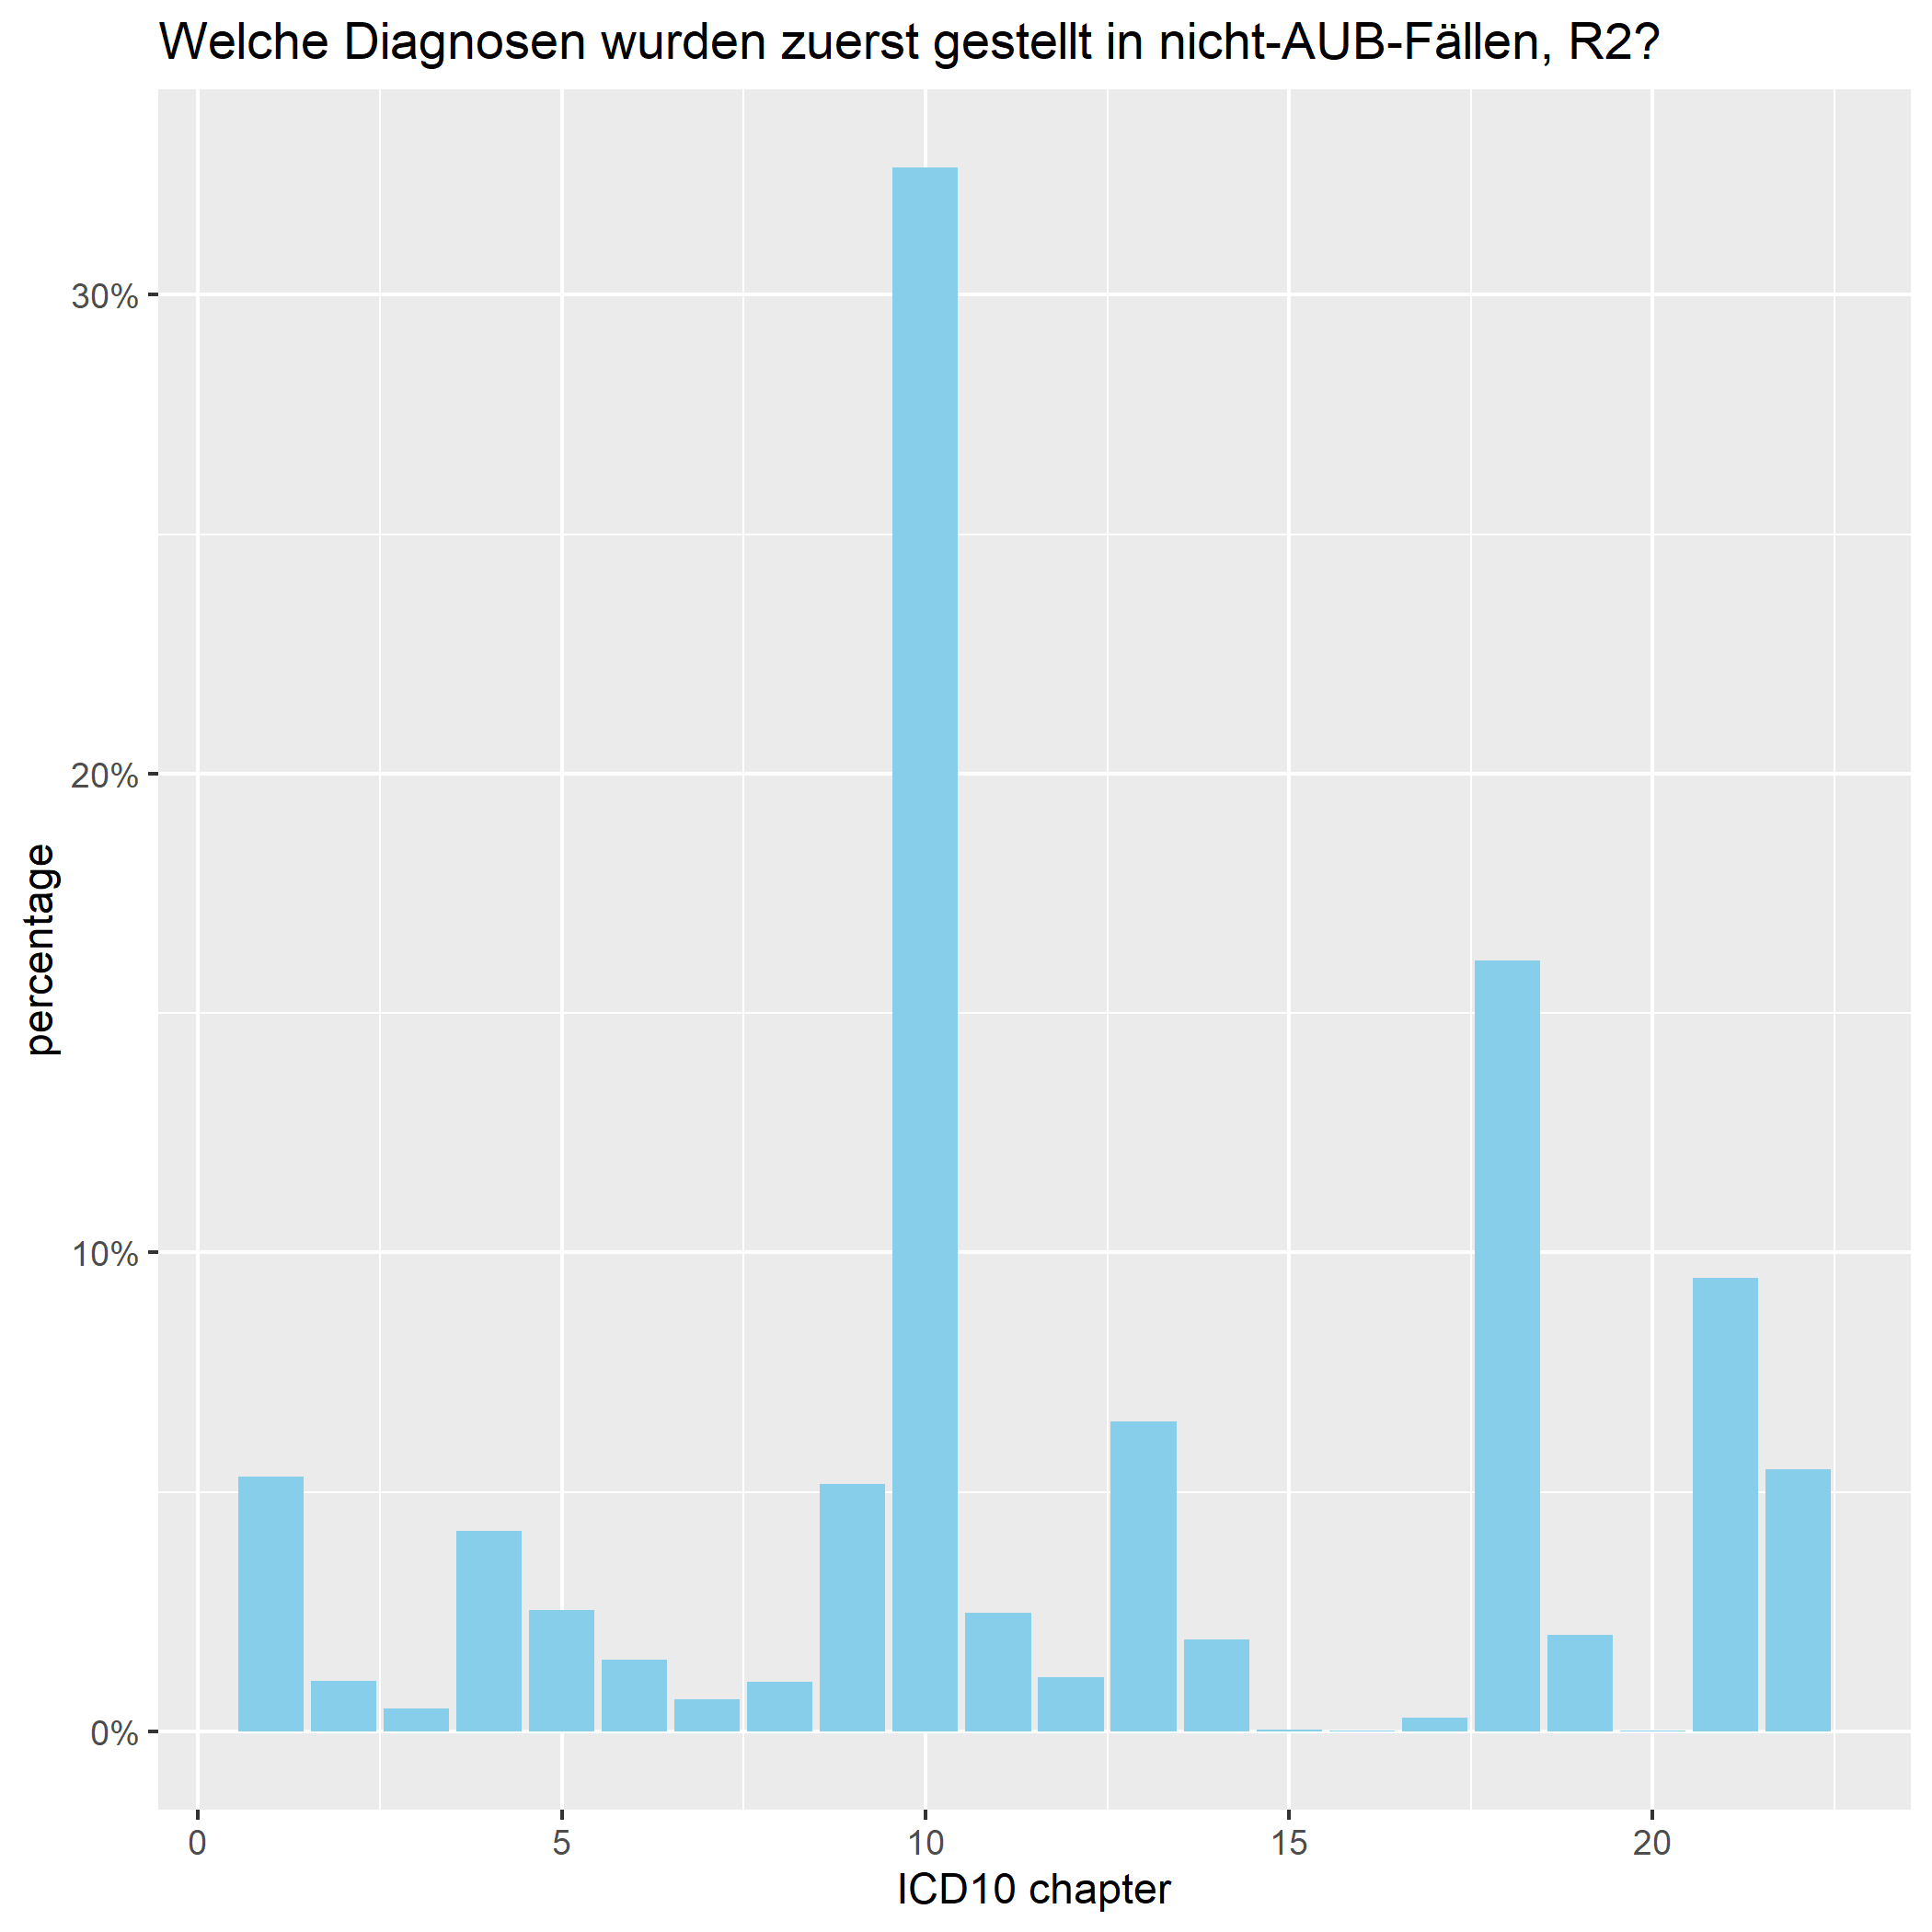 Welche Diagnosen wurden zuerst gestellt in nicht-AUB-Fällen, R2?
30%
20%
10%
0%
percentage
0 5 10 15 20
ICD10 chapter